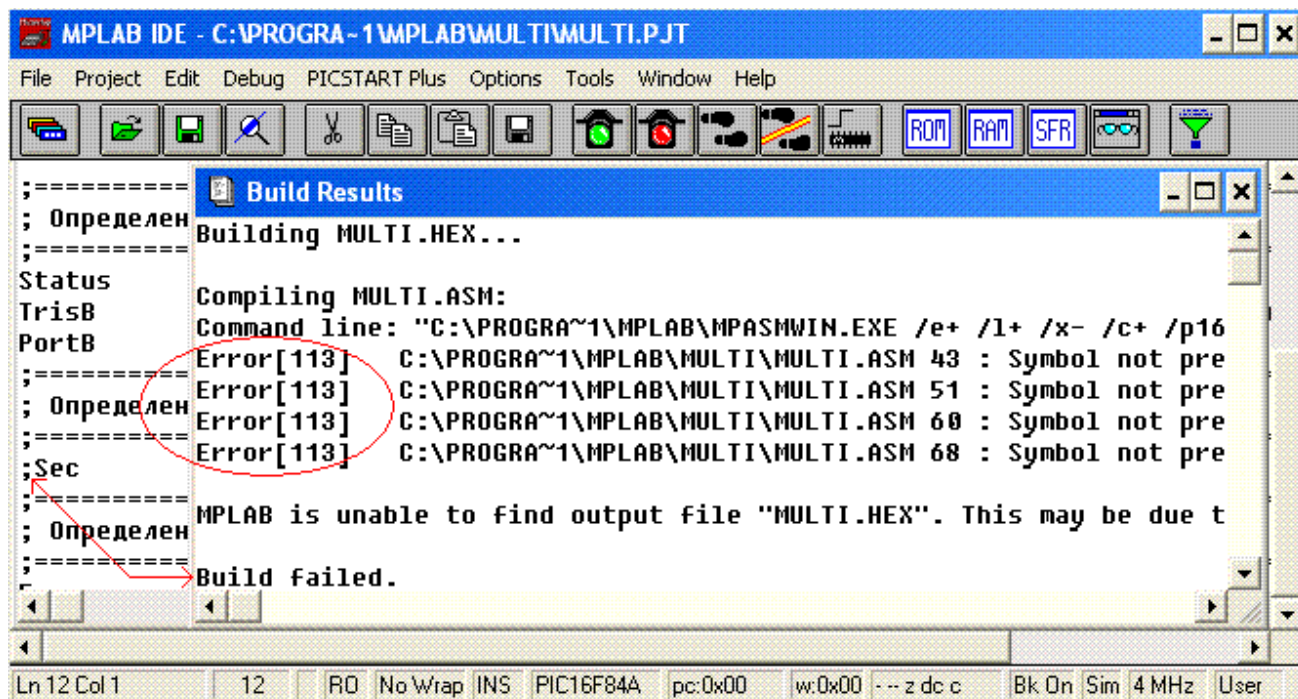 MPLAB IDE - C:\PROGRA~1\MPLAB\MULTI\MULTI.PJT
File Project Edit Debug PICSTART Plus Options Tools Window Help
ROM RAM SFR
;==========
; Определен
;==========
Status
TrisB
PortB
;==========
; Определен
;==========
;Sec
;==========
; Определен
;==========
Build Results
Building MULTI.HEX...
Compiling MULTI.ASM:
Command line: "C:\PROGRA~1\MPLAB\MPASMWIN.EXE /e+ /l+ /x- /c+ /p16
Error[113] C:\PROGRA~1\MPLAB\MULTI\MULTI.ASM 43 : Symbol not pre
Error[113] C:\PROGRA~1\MPLAB\MULTI\MULTI.ASM 51 : Symbol not pre
Error[113] C:\PROGRA~1\MPLAB\MULTI\MULTI.ASM 60 : Symbol not pre
Error[113] C:\PROGRA~1\MPLAB\MULTI\MULTI.ASM 68 : Symbol not pre
MPLAB is unable to find output file "MULTI.HEX". This may be due t
Build failed.
Ln 12 Col 1 12 RO No Wrap INS PIC16F84A pc:0x00 w:0x00 - -- z dc c Bk On Sim 4 MHz User